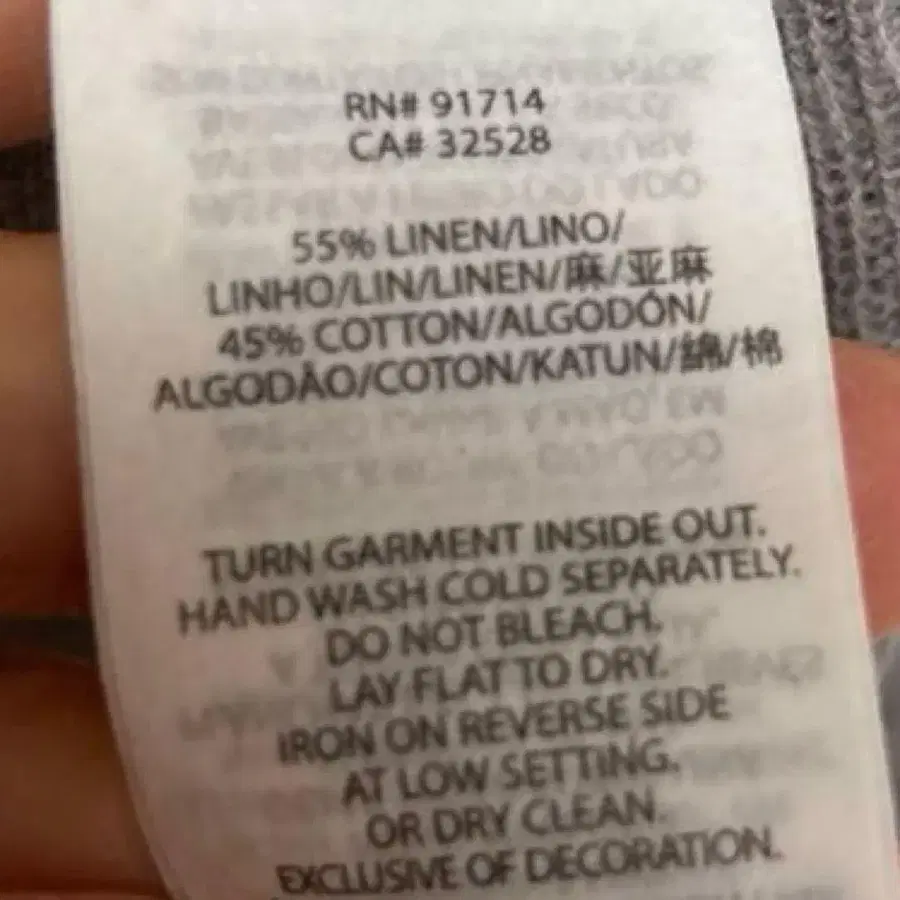 RN# 91714
CA# 32528
55% LINEN/LINO/
LINHO/LIN/LINEN/麻/亚麻
45% COTTON/ALGODÓN/
ALGODÃO/COTON/KATUN/綿/棉
TURN GARMENT INSIDE OUT.
HAND WASH COLD SEPARATELY.
DO NOT BLEACH.
LAY FLAT TO DRY.
IRON ON REVERSE SIDE
AT LOW SETTING.
OR DRY CLEAN.
EXCLUSIVE OF DECORATION.